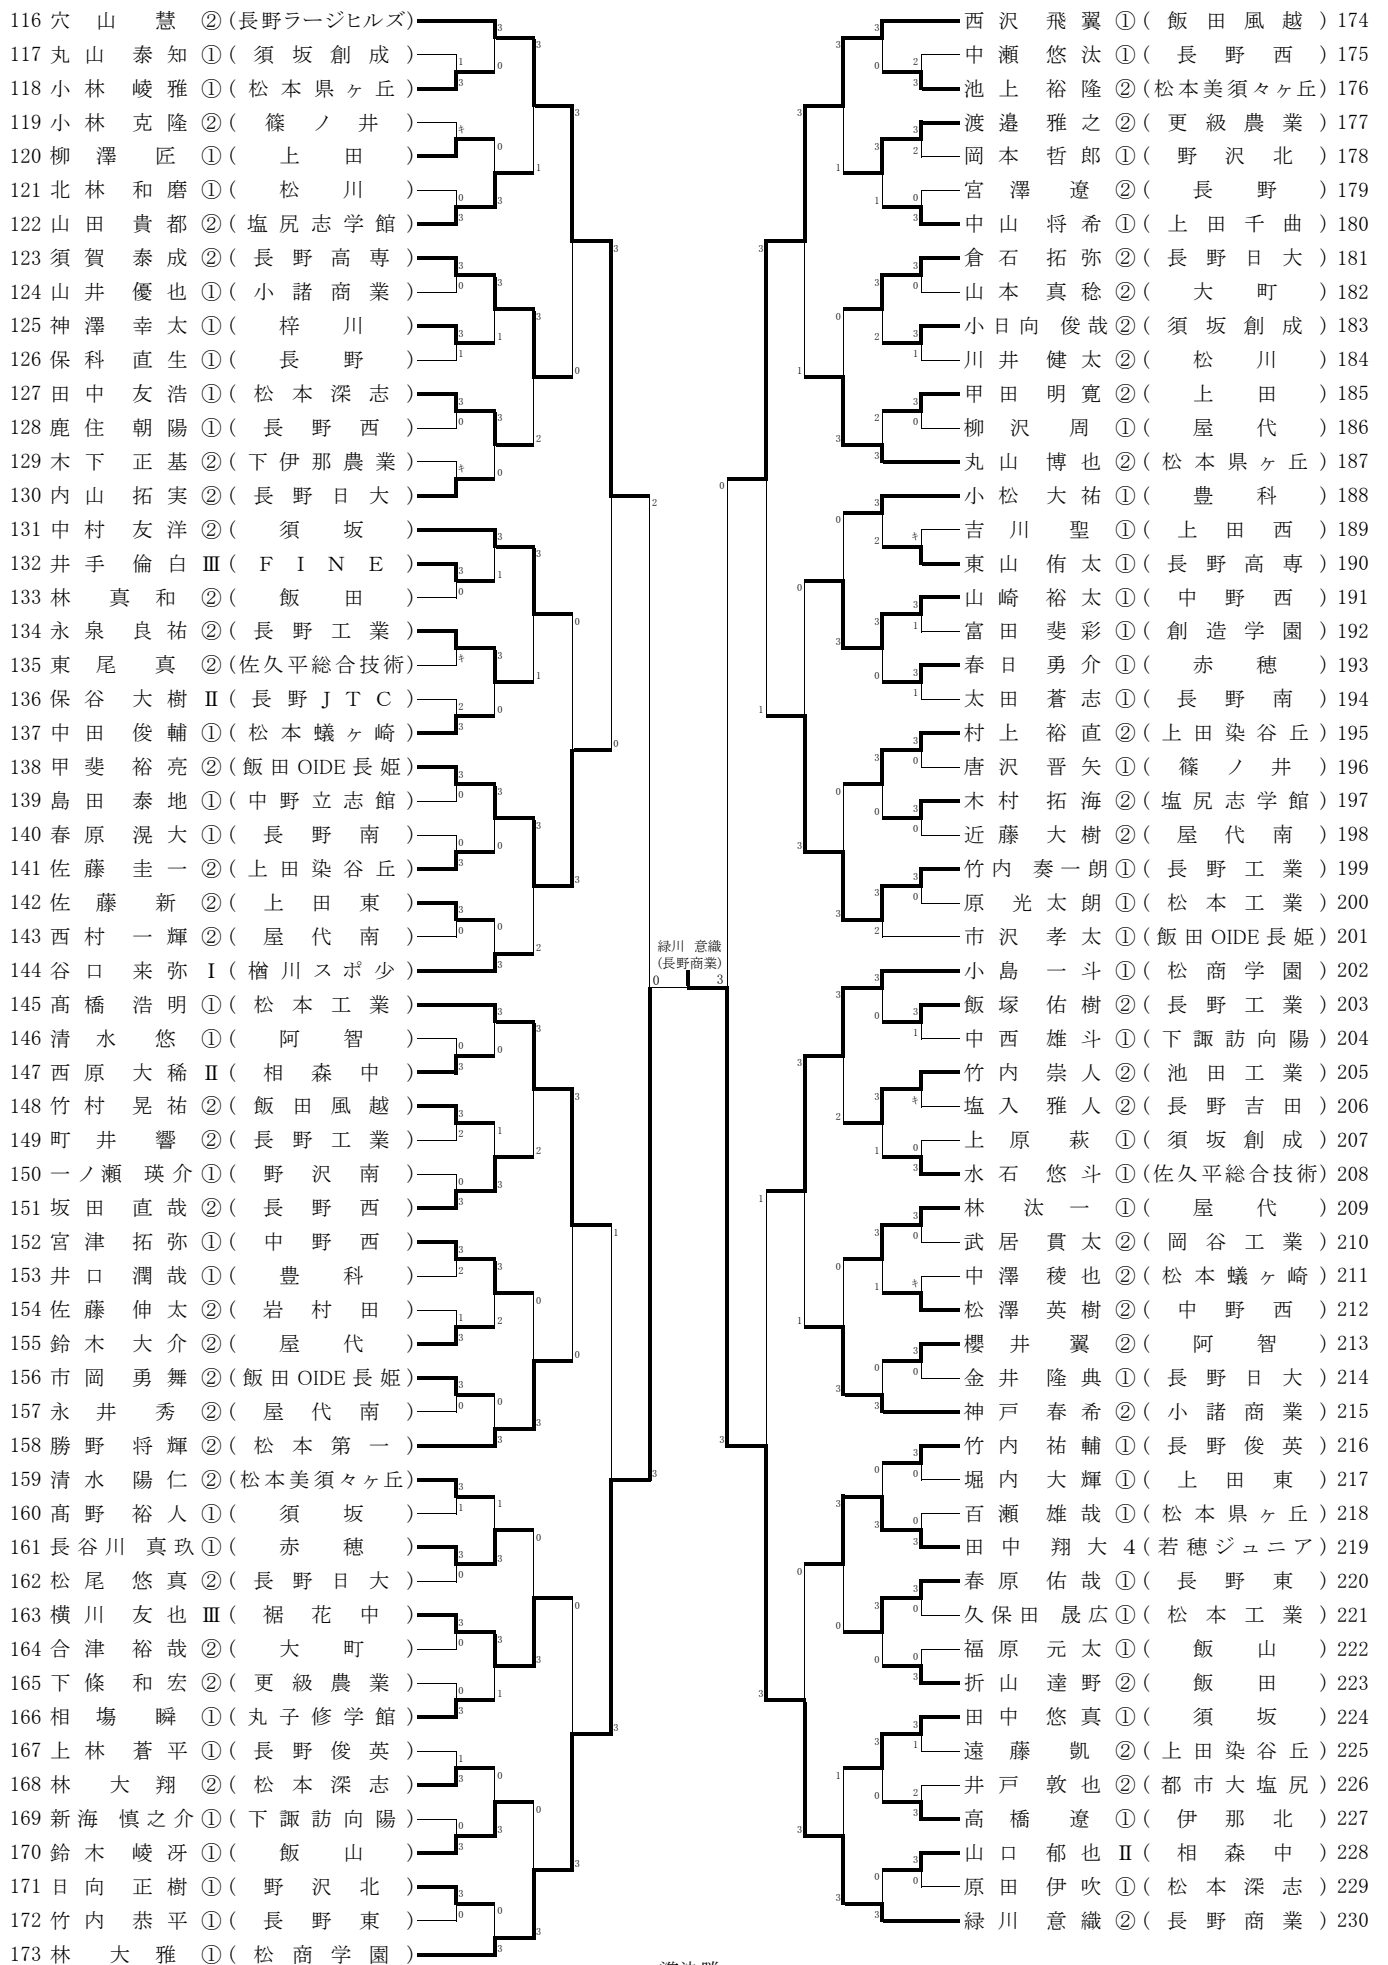 116 穴山 慧 ② (長野ラージヒルズ)
117 丸山 泰知 ① (須坂創成)
118 小林 崚雅 ① (松本県ヶ丘)
119 小林 克隆 ② (篠ノ井)
120 柳澤 匠 ① (上田)
121 北林 和磨 ① (松川)
122 山田 貴都 ② (塩尻志学館)
123 須賀 泰成 ② (長野高専)
124 山井 優也 ① (小諸商業)
125 神澤 幸太 ① (梓川)
126 保科 直生 ① (長野)
127 田中 友浩 ① (松本深志)
128 鹿住 朝陽 ① (長野西)
129 木下 正基 ② (下伊那農業)
130 内山 拓実 ② (長野日大)
131 中村 友洋 ② (須坂)
132 井手 倫白 Ⅲ (FINE)
133 林 真和 ② (飯田)
134 永泉 良祐 ② (長野工業)
135 東尾 真 ② (佐久平総合技術)
136 保谷 大樹 Ⅱ (長野JTC)
137 中田 俊輔 ① (松本蟻ヶ崎)
138 甲斐 裕亮 ② (飯田OIDE長姫)
139 島田 泰地 ① (中野立志館)
140 春原 滉大 ① (長野南)
141 佐藤 圭一 ② (上田染谷丘)
142 佐藤 新 ② (上田東)
143 西村 一輝 ② (屋代南)
144 谷口 来弥 Ⅰ (楢川スポ少)
145 髙橋 浩明 ① (松本工業)
146 清水 悠 ① (阿智)
147 西原 大稀 Ⅱ (相森中)
148 竹村 晃祐 ② (飯田風越)
149 町井 響 ② (長野工業)
150 一ノ瀬 瑛介 ① (野沢南)
151 坂田 直哉 ② (長野西)
152 宮津 拓弥 ① (中野西)
153 井口 潤哉 ① (豊科)
154 佐藤 伸太 ② (岩村田)
155 鈴木 大介 ② (屋代)
156 市岡 勇舞 ② (飯田OIDE長姫)
157 永井 秀 ② (屋代南)
158 勝野 将輝 ② (松本第一)
159 清水 陽仁 ② (松本美須々ヶ丘)
160 髙野 裕人 ① (須坂)
161 長谷川 真玖 ① (赤穂)
162 松尾 悠真 ② (長野日大)
163 横川 友也 Ⅲ (裾花中)
164 合津 裕哉 ② (大町)
165 下條 和宏 ② (更級農業)
166 相塲 瞬 ① (丸子修学館)
167 上林 蒼平 ① (長野俊英)
168 林 大翔 ② (松本深志)
169 新海 慎之介 ① (下諏訪向陽)
170 鈴木 崚冴 ① (飯山)
171 日向 正樹 ① (野沢北)
172 竹内 恭平 ① (長野東)
173 林 大雅 ① (松商学園)
緑川 意織
(長野商業)
0 3
西沢 飛翼 ① (飯田風越) 174
中瀬 悠汰 ① (長野西) 175
池上 裕隆 ② (松本美須々ヶ丘) 176
渡邉 雅之 ② (更級農業) 177
岡本 哲郎 ① (野沢北) 178
宮澤 遼 ② (長野) 179
中山 将希 ① (上田千曲) 180
倉石 拓弥 ② (長野日大) 181
山本 真稔 ② (大町) 182
小日向 俊哉 ② (須坂創成) 183
川井 健太 ② (松川) 184
甲田 明寛 ② (上田) 185
柳沢 周 ① (屋代) 186
丸山 博也 ② (松本県ヶ丘) 187
小松 大祐 ① (豊科) 188
吉川 聖 ① (上田西) 189
東山 侑太 ① (長野高専) 190
山崎 裕太 ① (中野西) 191
富田 斐彩 ① (創造学園) 192
春日 勇介 ① (赤穂) 193
太田 蒼志 ① (長野南) 194
村上 裕直 ② (上田染谷丘) 195
唐沢 晋矢 ① (篠ノ井) 196
木村 拓海 ② (塩尻志学館) 197
近藤 大樹 ② (屋代南) 198
竹内 奏一朗 ① (長野工業) 199
原 光太朗 ① (松本工業) 200
市沢 孝太 ① (飯田OIDE長姫) 201
小島 一斗 ① (松商学園) 202
飯塚 佑樹 ② (長野工業) 203
中西 雄斗 ① (下諏訪向陽) 204
竹内 崇人 ② (池田工業) 205
塩入 雅人 ② (長野吉田) 206
上原 萩 ① (須坂創成) 207
水石 悠斗 ① (佐久平総合技術) 208
林 汰一 ① (屋代) 209
武居 貫太 ② (岡谷工業) 210
中澤 稜也 ② (松本蟻ヶ崎) 211
松澤 英樹 ② (中野西) 212
櫻井 翼 ② (阿智) 213
金井 隆典 ① (長野日大) 214
神戸 春希 ② (小諸商業) 215
竹内 祐輔 ① (長野俊英) 216
堀内 大輝 ① (上田東) 217
百瀬 雄哉 ① (松本県ヶ丘) 218
田中 翔大 4 (若穂ジュニア) 219
春原 佑哉 ① (長野東) 220
久保田 晟広 ① (松本工業) 221
福原 元太 ① (飯山) 222
折山 達野 ② (飯田) 223
田中 悠真 ① (須坂) 224
遠藤 凱 ② (上田染谷丘) 225
井戸 敦也 ② (都市大塩尻) 226
高橋 遼 ① (伊那北) 227
山口 郁也 Ⅱ (相森中) 228
原田 伊吹 ① (松本深志) 229
緑川 意織 ② (長野商業) 230